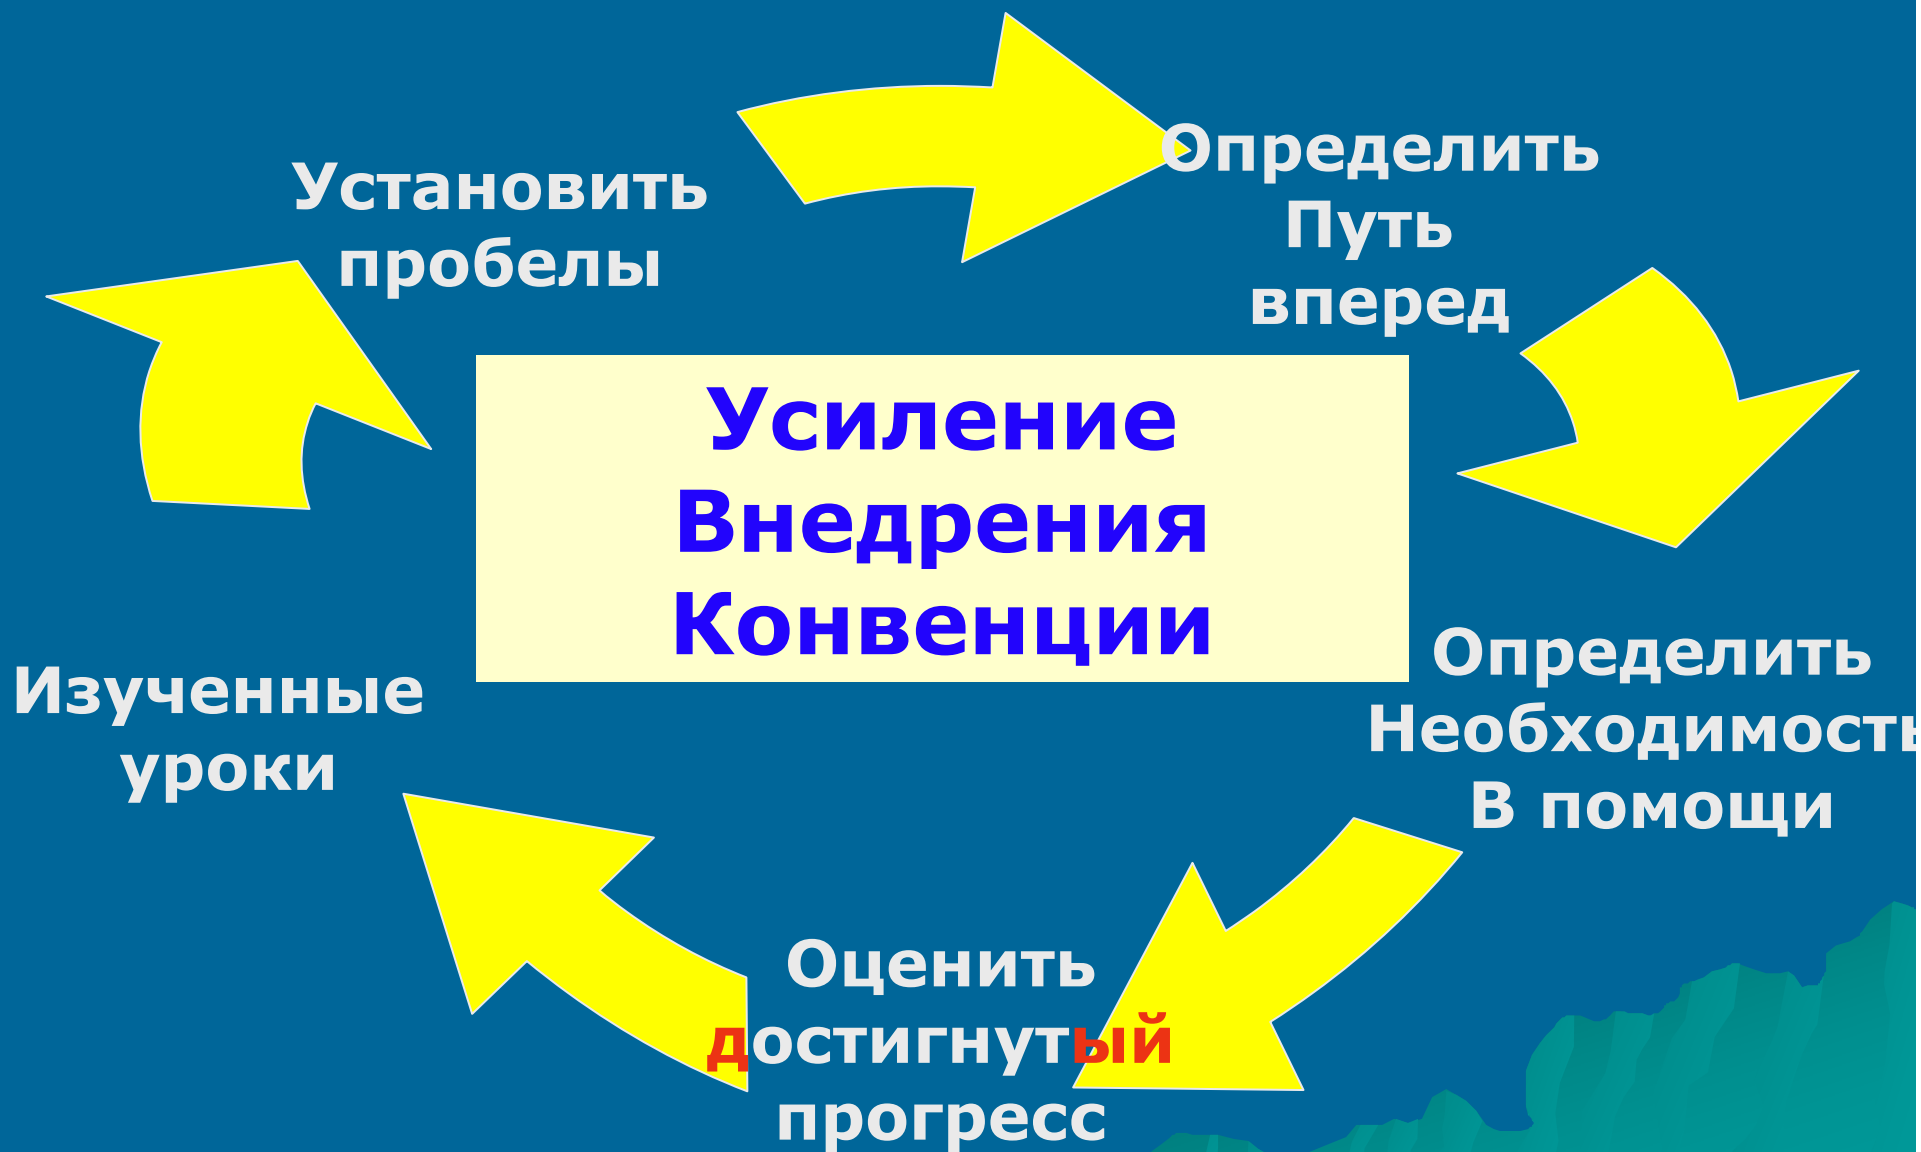 Установить
пробелы
Определить
Путь
вперед
Усиление
Внедрения
Конвенции
Определить
Необходимость
В помощи
Оценить
достигнутый
прогресс
Изученные
уроки